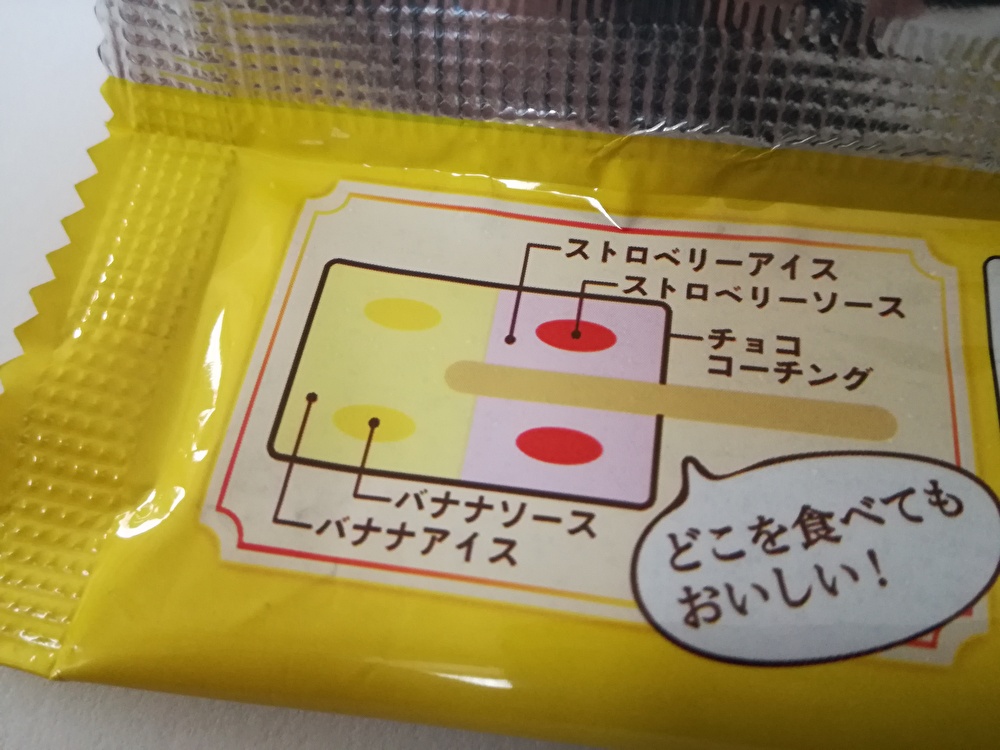 ストロベリーアイス
ストロベリーソース
チョコ
コーチング
バナナソース
バナナアイス
どこを食べても
おいしい！